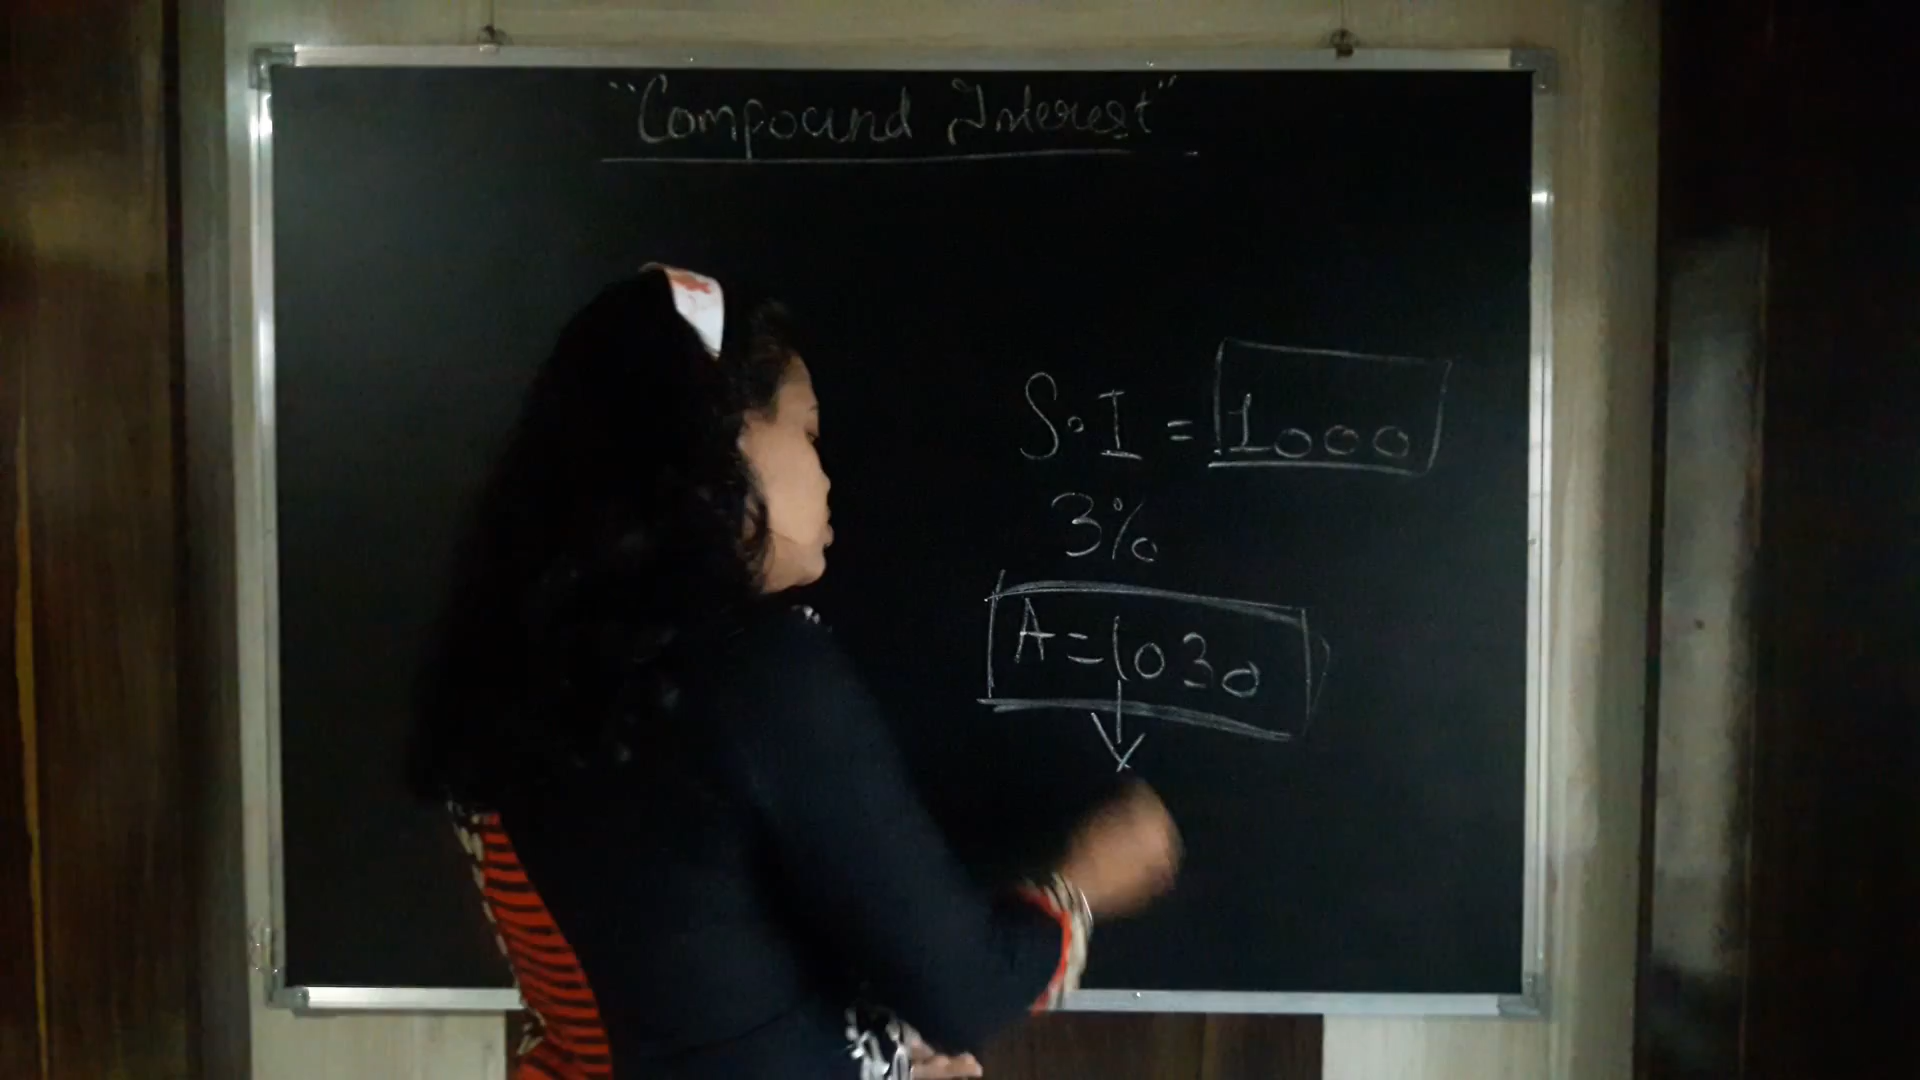 "Compound Interest"
S.I = 1000
3%
A=1030